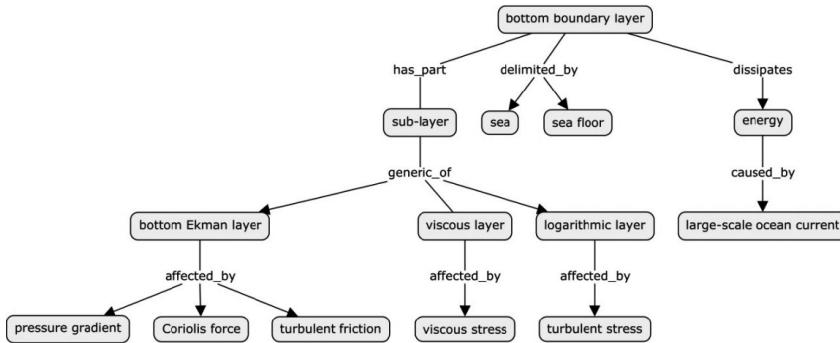 bottom boundary layer
has_part
delimited_by
dissipates
sub-layer
sea
sea floor
energy
generic_of
caused_by
bottom Ekman layer
viscous layer
logarithmic layer
large-scale ocean current
affected_by
affected_by
affected_by
pressure gradient
Coriolis force
turbulent friction
viscous stress
turbulent stress